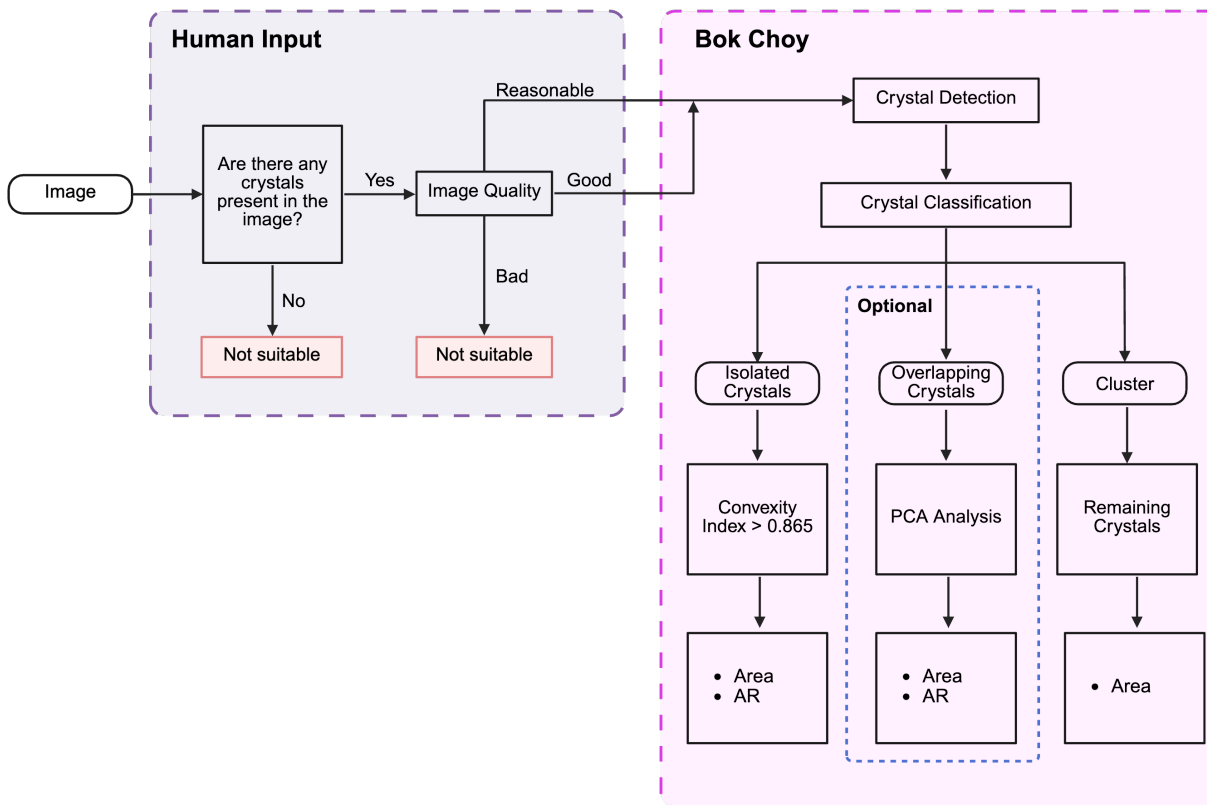 Human Input
Bok Choy
Reasonable
Crystal Detection
Image
Are there any
crystals
present in the
image?
Yes
Image Quality
Good
Crystal Classification
No
Bad
Optional
Not suitable
Not suitable
Isolated
Crystals
Overlapping
Crystals
Cluster
Convexity
Index > 0.865
PCA Analysis
Remaining
Crystals
• Area
• AR
• Area
• AR
• Area